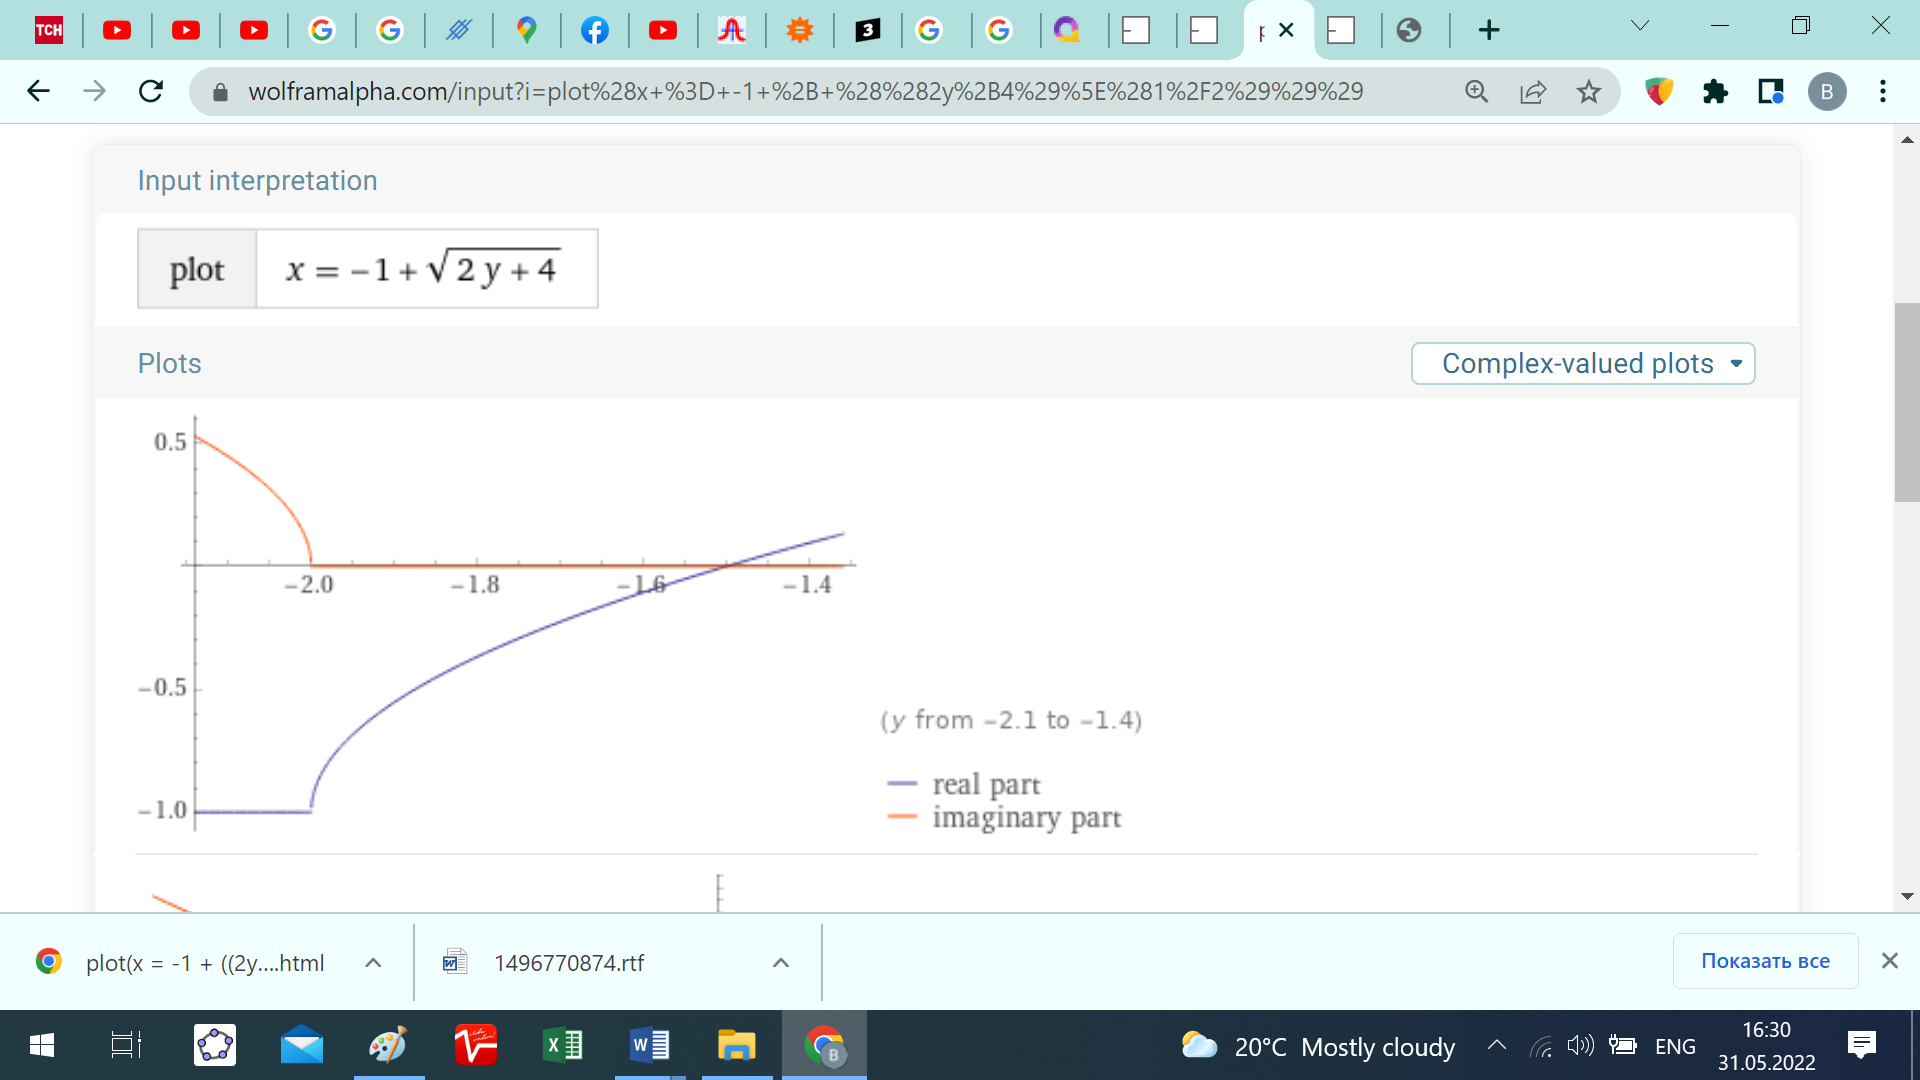 TCH
3
wolframalpha.com/input?i=plot%28x+%3D+-1+%2B+%28%282y%2B4%29%5E%281%2F2%29%29%29
B
Input interpretation
plot
x = −1 + √2 y + 4
Plots
Complex-valued plots
0.5
−2.0
−1.8
−1.6
−1.4
−0.5
−1.0
(y from −2.1 to −1.4)
real part
imaginary part
plot(x = -1 + ((2y....html
1496770874.rtf
Показать все
B
20°C Mostly cloudy
ENG
16:30
31.05.2022